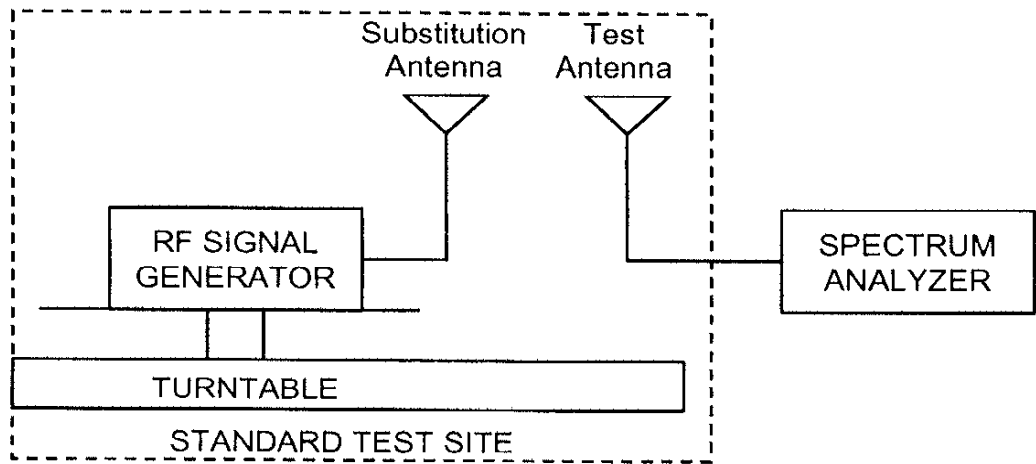 Substitution
Antenna
Test
Antenna
RF SIGNAL
GENERATOR
SPECTRUM
ANALYZER
TURNTABLE
STANDARD TEST SITE